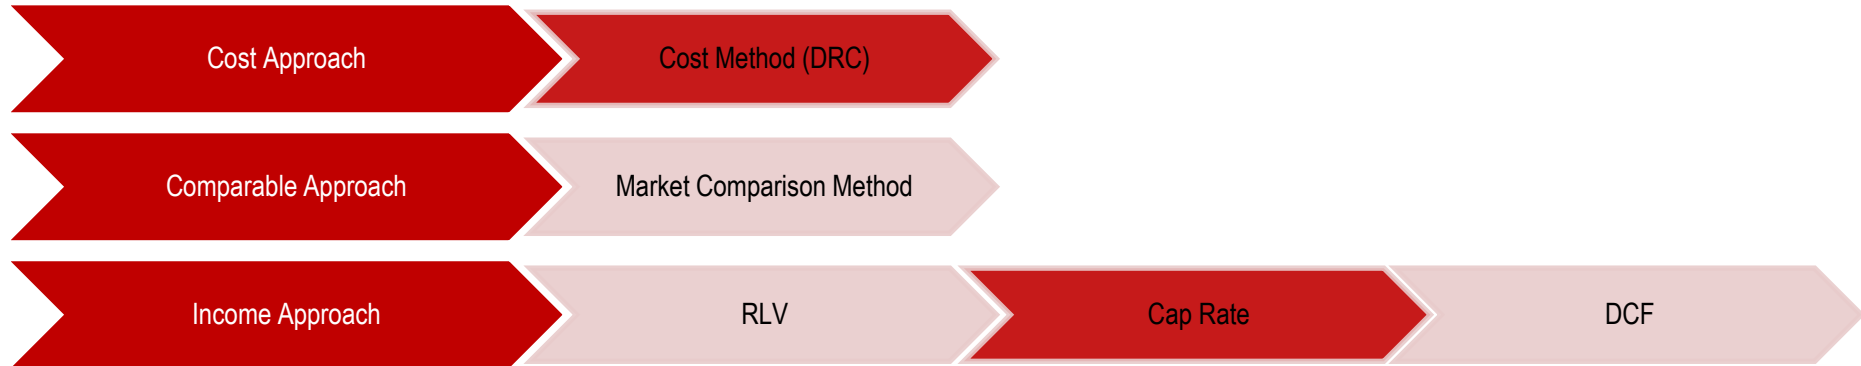 Cost Approach
Cost Method (DRC)
Comparable Approach
Market Comparison Method
Income Approach
RLV
Cap Rate
DCF